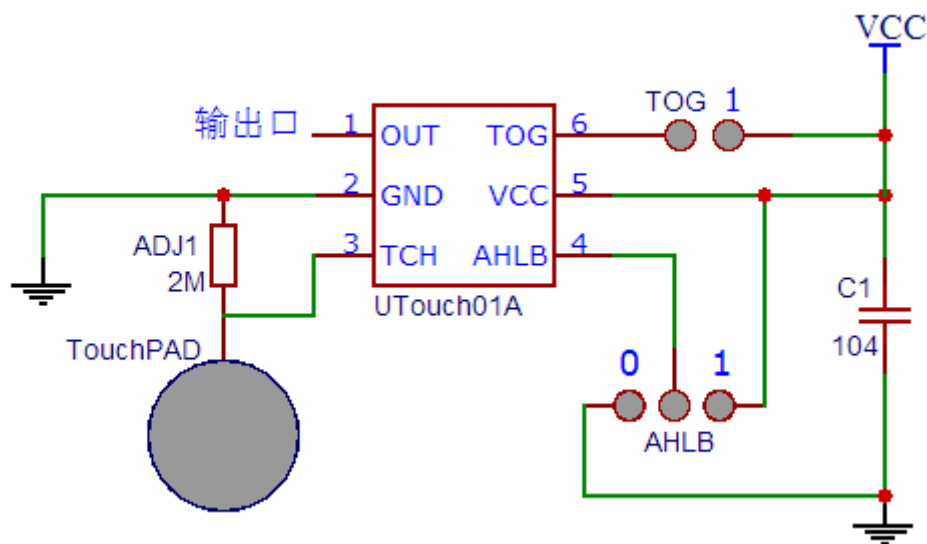 VCC
TOG 1
输出口
1 OUT TOG 6
2 GND VCC 5
3 TCH AHLB 4
ADJ1
2M
UTouch01A
C1
104
TouchPAD
0 1
AHLB